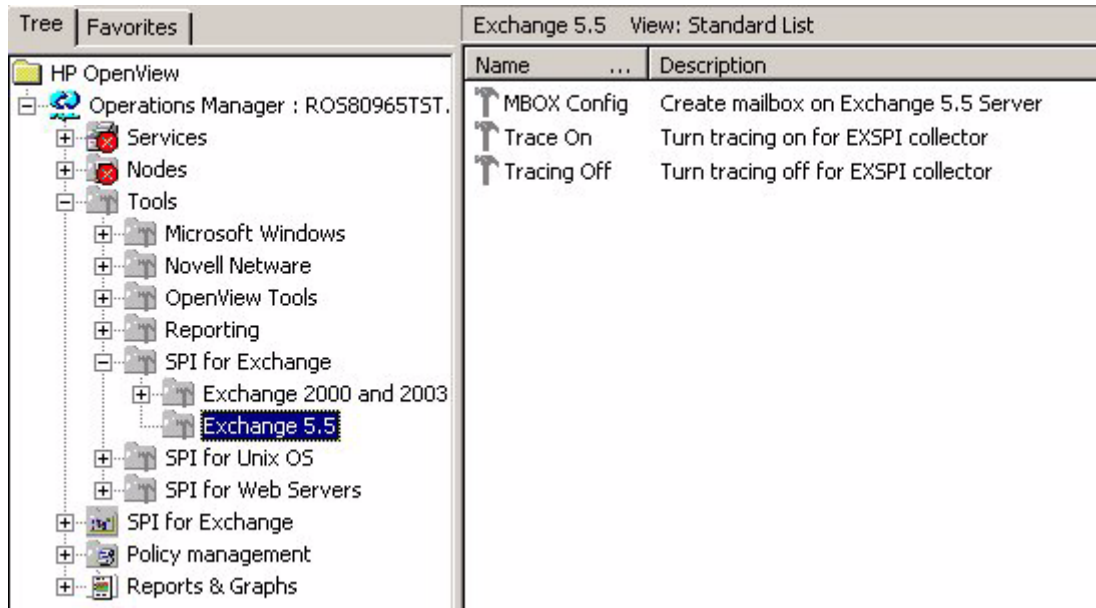 Tree
Favorites
HP OpenView
Operations Manager : ROS80965TST.
Services
Nodes
Tools
Microsoft Windows
Novell Netware
OpenView Tools
Reporting
SPI for Exchange
Exchange 2000 and 2003
Exchange 5.5
SPI for Unix OS
SPI for Web Servers
SPI for Exchange
Policy management
Reports & Graphs
Exchange 5.5 View: Standard List
Name ... Description
MBOX Config Create mailbox on Exchange 5.5 Server
Trace On Turn tracing on for EXSPI collector
Tracing Off Turn tracing off for EXSPI collector